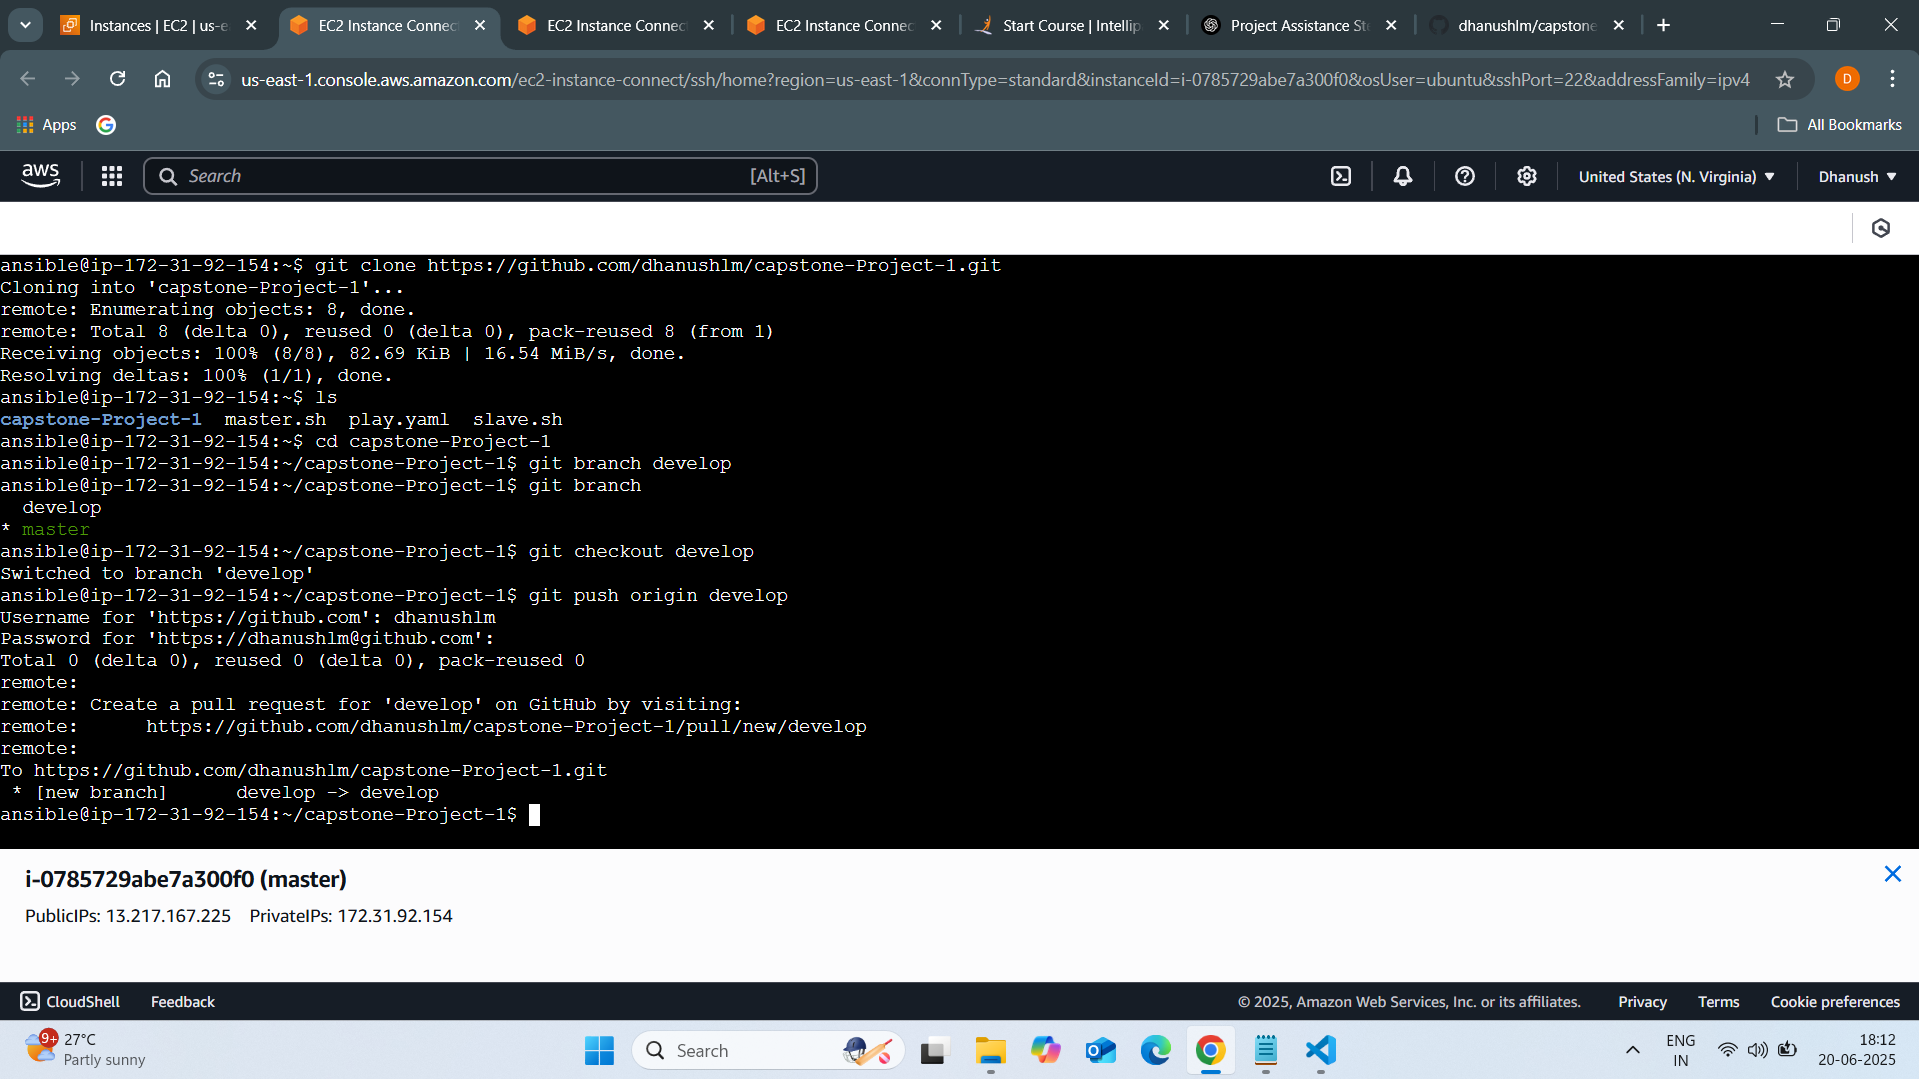 Instances | EC2 | us-e
EC2 Instance Connect
EC2 Instance Connect
EC2 Instance Connec
Start Course | Intellip
Project Assistance Ste
dhanushlm/capstone
us-east-1.console.aws.amazon.com/ec2-instance-connect/ssh/home?region=us-east-1&connType=standard&instanceId=i-0785729abe7a300f0&osUser=ubuntu&sshPort=22&addressFamily=ipv4
D
Apps
All Bookmarks
aws
Search
[Alt+S]
United States (N. Virginia)
Dhanush
ansible@ip-172-31-92-154:~$ git clone https://github.com/dhanushlm/capstone-Project-1.git
Cloning into 'capstone-Project-1'...
remote: Enumerating objects: 8, done.
remote: Total 8 (delta 0), reused 0 (delta 0), pack-reused 8 (from 1)
Receiving objects: 100% (8/8), 82.69 KiB | 16.54 MiB/s, done.
Resolving deltas: 100% (1/1), done.
ansible@ip-172-31-92-154:~$ ls
capstone-Project-1  master.sh  play.yaml  slave.sh
ansible@ip-172-31-92-154:~$ cd capstone-Project-1
ansible@ip-172-31-92-154:~/capstone-Project-1$ git branch develop
ansible@ip-172-31-92-154:~/capstone-Project-1$ git branch
  develop
* master
ansible@ip-172-31-92-154:~/capstone-Project-1$ git checkout develop
Switched to branch 'develop'
ansible@ip-172-31-92-154:~/capstone-Project-1$ git push origin develop
Username for 'https://github.com': dhanushlm
Password for 'https://dhanushlm@github.com':
Total 0 (delta 0), reused 0 (delta 0), pack-reused 0
remote:
remote: Create a pull request for 'develop' on GitHub by visiting:
remote:      https://github.com/dhanushlm/capstone-Project-1/pull/new/develop
remote:
To https://github.com/dhanushlm/capstone-Project-1.git
 * [new branch]      develop -> develop
ansible@ip-172-31-92-154:~/capstone-Project-1$
i-0785729abe7a300f0 (master)
PublicIPs: 13.217.167.225    PrivateIPs: 172.31.92.154
CloudShell
Feedback
© 2025, Amazon Web Services, Inc. or its affiliates.
Privacy
Terms
Cookie preferences
9+
27°C
Partly sunny
Search
ENG
IN
18:12
20-06-2025